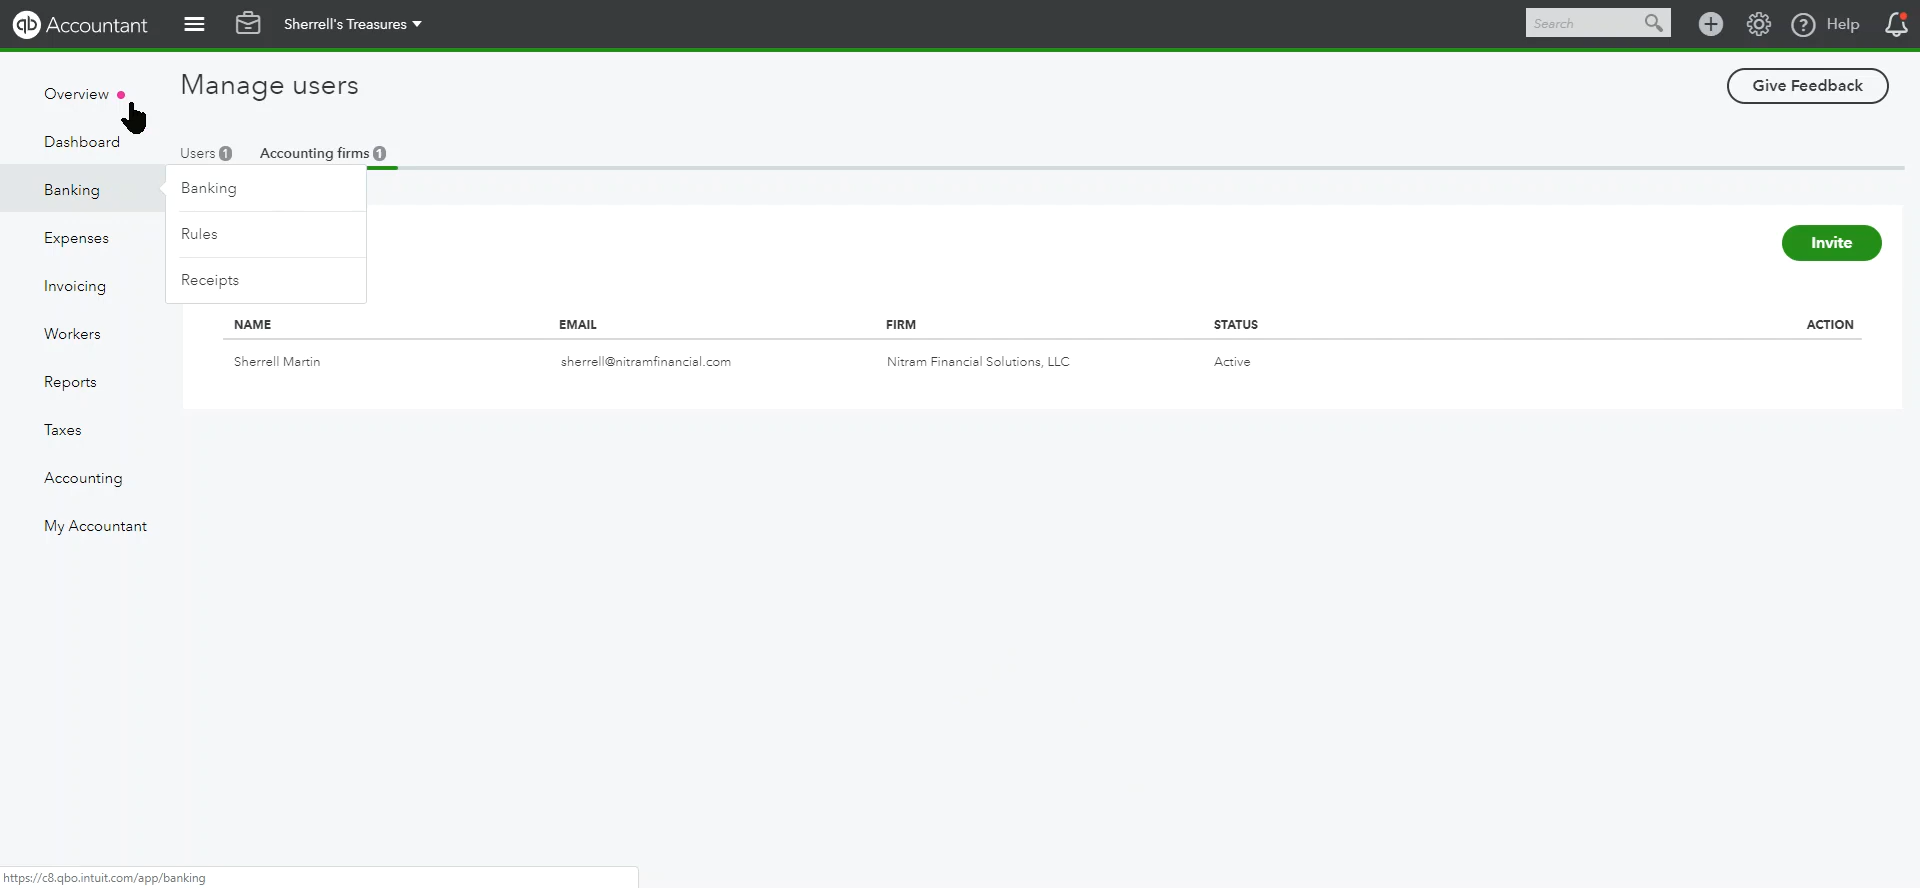 qb Accountant
Sherrell's Treasures
Search
Help
Overview
Manage users
Give Feedback
Dashboard
Users 1
Accounting firms 1
Banking
Banking
Rules
Receipts
Expenses
Invite
Invoicing
Workers
Reports
Taxes
Accounting
My Accountant
NAME EMAIL FIRM STATUS ACTION
Sherrell Martin sherrell@nitramfinancial.com Nitram Financial Solutions, LLC Active
https://c8.qbo.intuit.com/app/banking